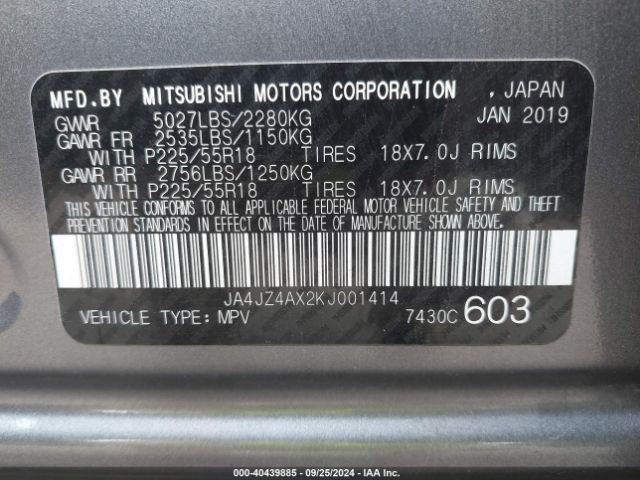 MFD.BY MITSUBISHI MOTORS CORPORATION , JAPAN
GVWR 5027LBS/2280KG JAN 2019
GAWR FR 2535LBS/1150KG
WITH P225/55R18 TIRES 18X7.0J RIMS
GAWR RR 2756LBS/1250KG
WITH P225/55R18 TIRES 18X7.0J RIMS
THIS VEHICLE CONFORMS TO ALL APPLICABLE FEDERAL MOTOR VEHICLE SAFETY AND THEFT
PREVENTION STANDARDS IN EFFECT ON THE DATE OF MANUFACTURE SHOWN ABOVE.
JA4JZ4AX2KJ001414
VEHICLE TYPE: MPV 7430C 603
000-40439885 - 09/25/2024 - IAAI.COM